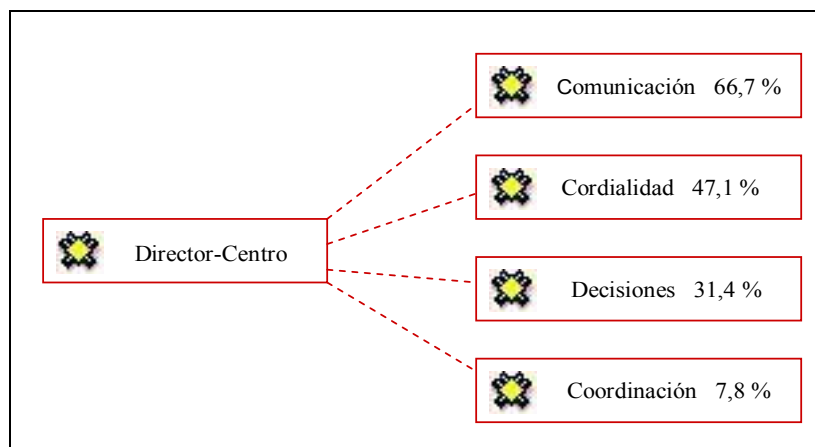 Comunicación 66,7 %
Cordialidad 47,1 %
Director-Centro
Decisiones 31,4 %
Coordinación 7,8 %